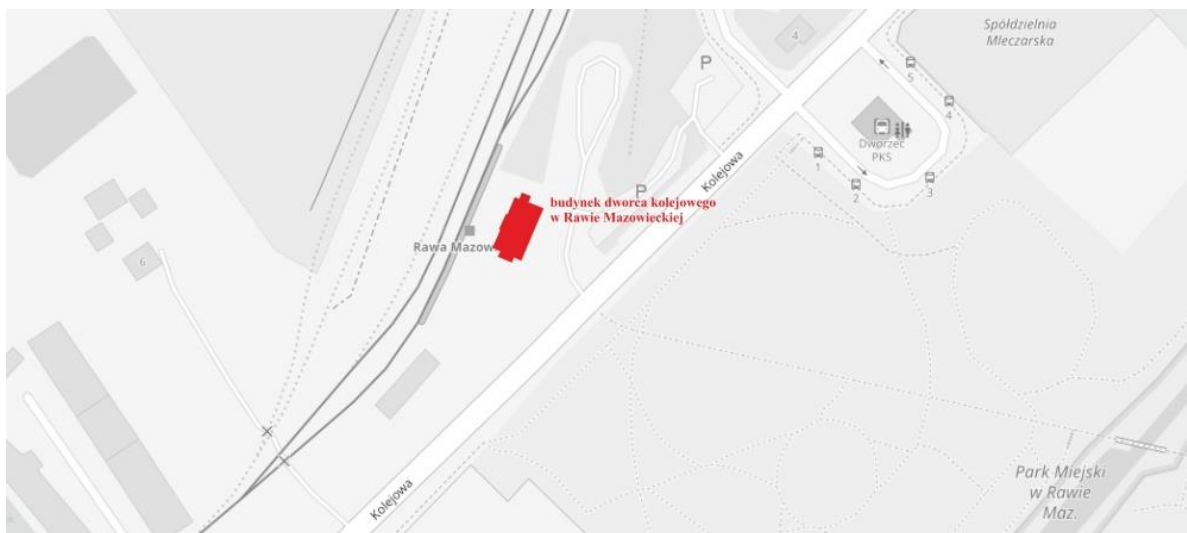 Spółdzielnia
Mleczarska
4
P
5
4
Dworzec
PKS
1
2
3
Kolejowa
P
budynek dworca kolejowego
w Rawie Mazowieckiej
Rawa Mazow
6
Park Miejski
w Rawie
Maz.
Kolejowa